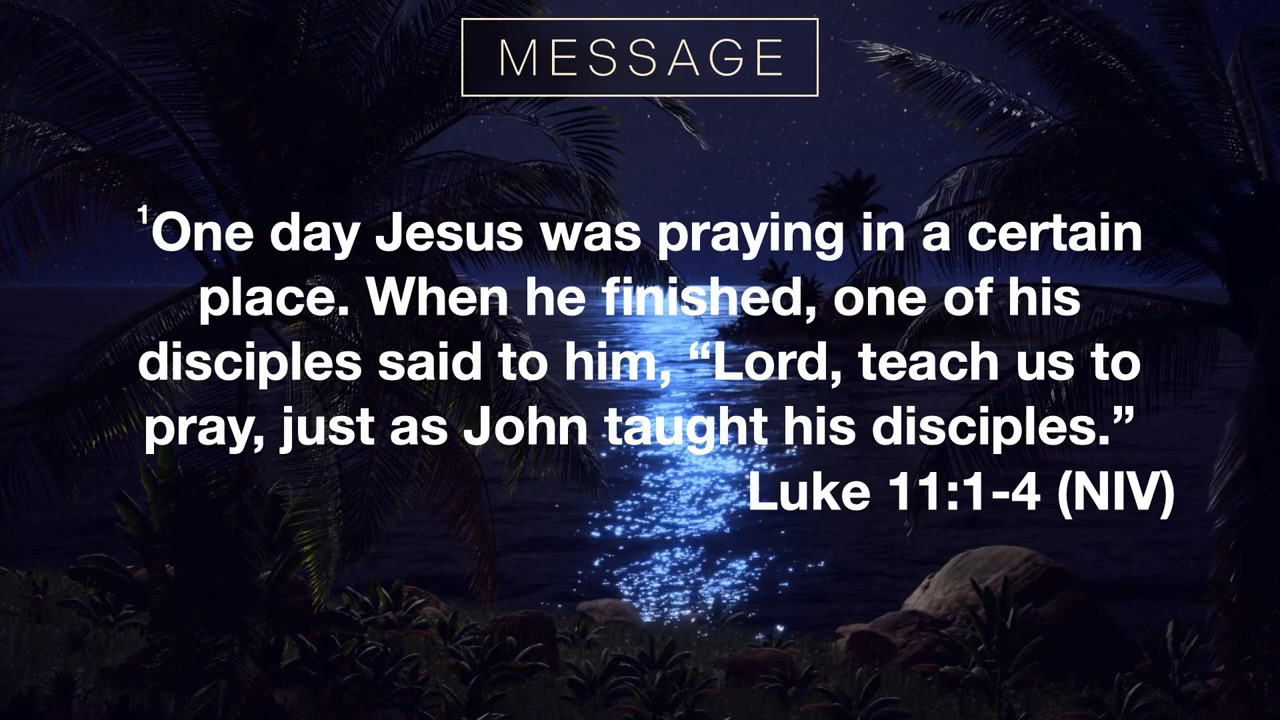 MESSAGE
¹One day Jesus was praying in a certain
place. When he finished, one of his
disciples said to him, “Lord, teach us to
pray, just as John taught his disciples.”
Luke 11:1-4 (NIV)